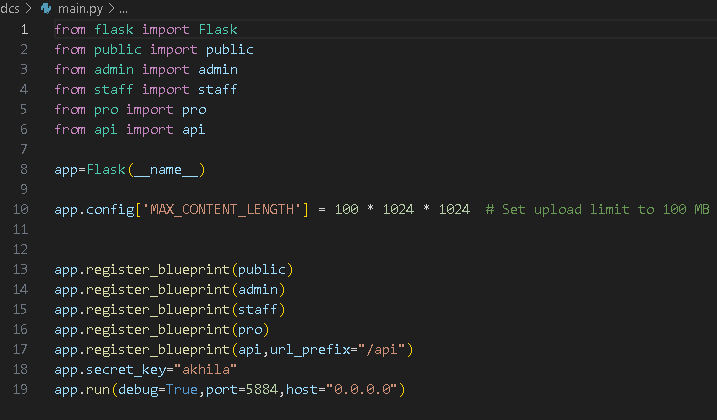 dcs > main.py > ...
1 from flask import Flask
2 from public import public
3 from admin import admin
4 from staff import staff
5 from pro import pro
6 from api import api
7
8 app=Flask(__name__)
9
10 app.config['MAX_CONTENT_LENGTH'] = 100 * 1024 * 1024  # Set upload limit to 100 MB
11
12
13 app.register_blueprint(public)
14 app.register_blueprint(admin)
15 app.register_blueprint(staff)
16 app.register_blueprint(pro)
17 app.register_blueprint(api,url_prefix="/api")
18 app.secret_key="akhila"
19 app.run(debug=True,port=5884,host="0.0.0.0")